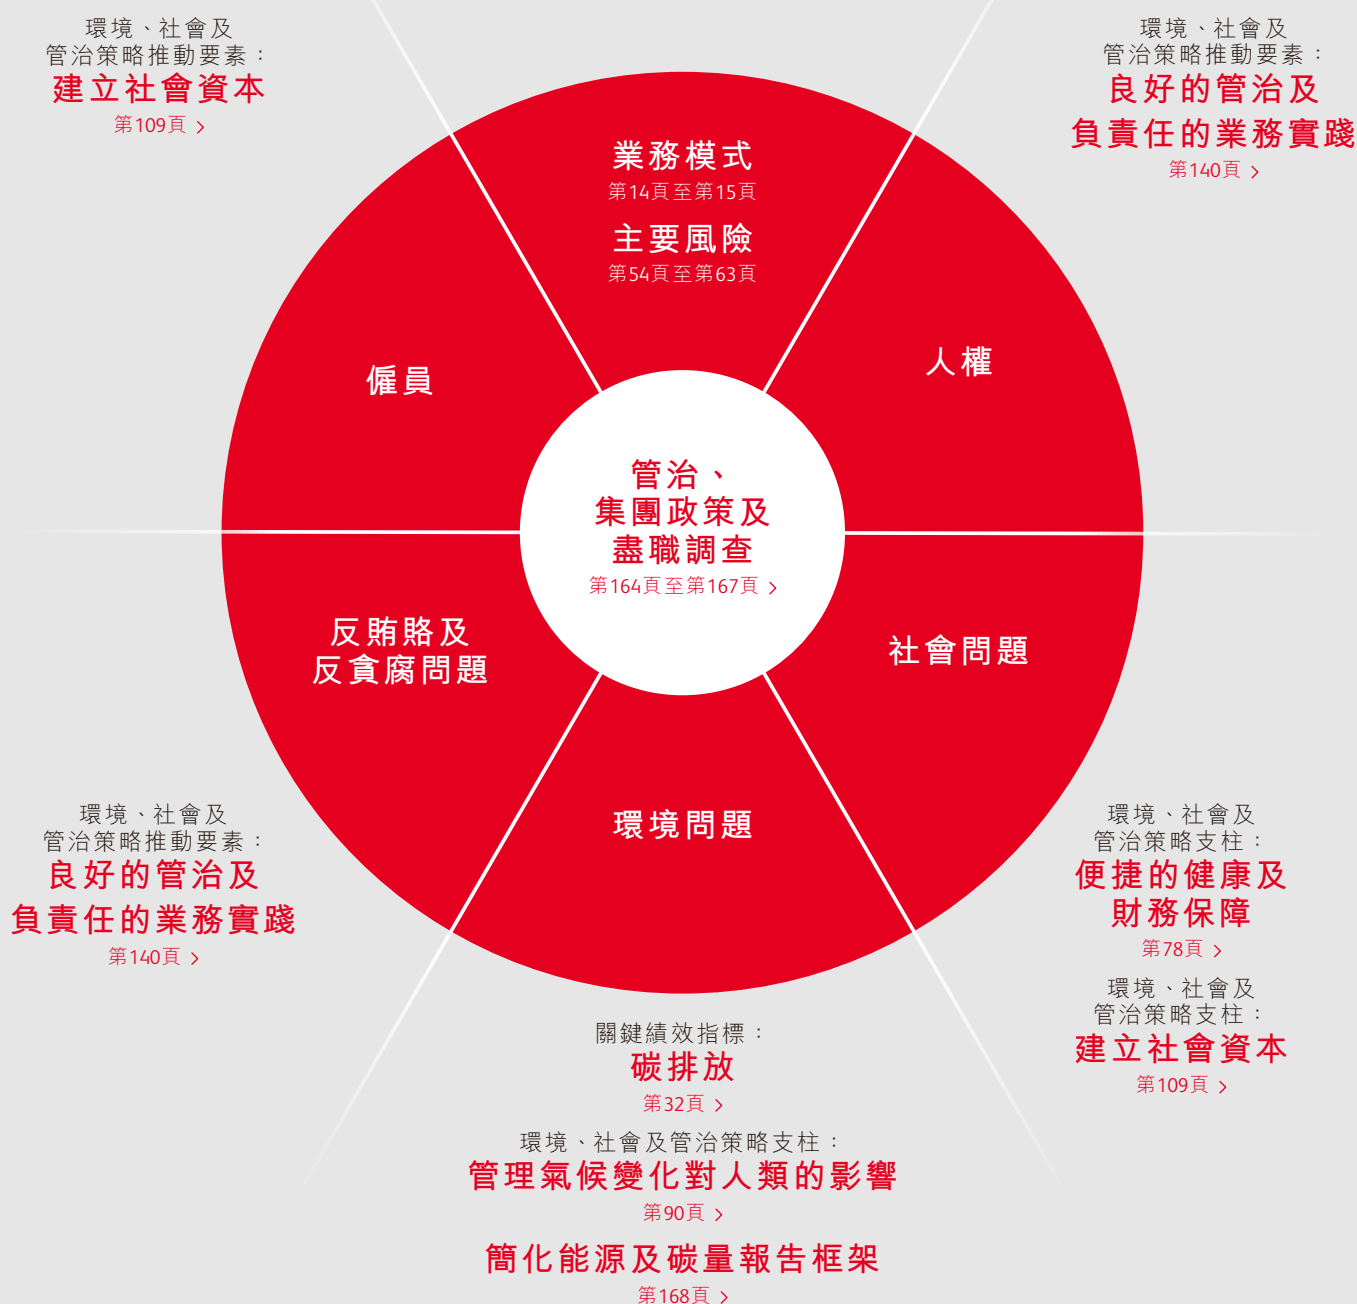 環境、社會及
管治策略推動要素：
建立社會資本
第109頁 >
環境、社會及
管治策略推動要素：
良好的管治及
負責任的業務實踐
第140頁 >
業務模式
第14頁至第15頁
主要風險
第54頁至第63頁
僱員
人權
管治、
集團政策及
盡職調查
第164頁至第167頁 >
反賄賂及
反貪腐問題
社會問題
環境問題
環境、社會及
管治策略推動要素：
良好的管治及
負責任的業務實踐
第140頁 >
環境、社會及
管治策略支柱：
便捷的健康及
財務保障
第78頁 >
環境、社會及
管治策略支柱：
建立社會資本
第109頁 >
關鍵績效指標：
碳排放
第32頁 >
環境、社會及管治策略支柱：
管理氣候變化對人類的影響
第90頁 >
簡化能源及碳量報告框架
第168頁 >